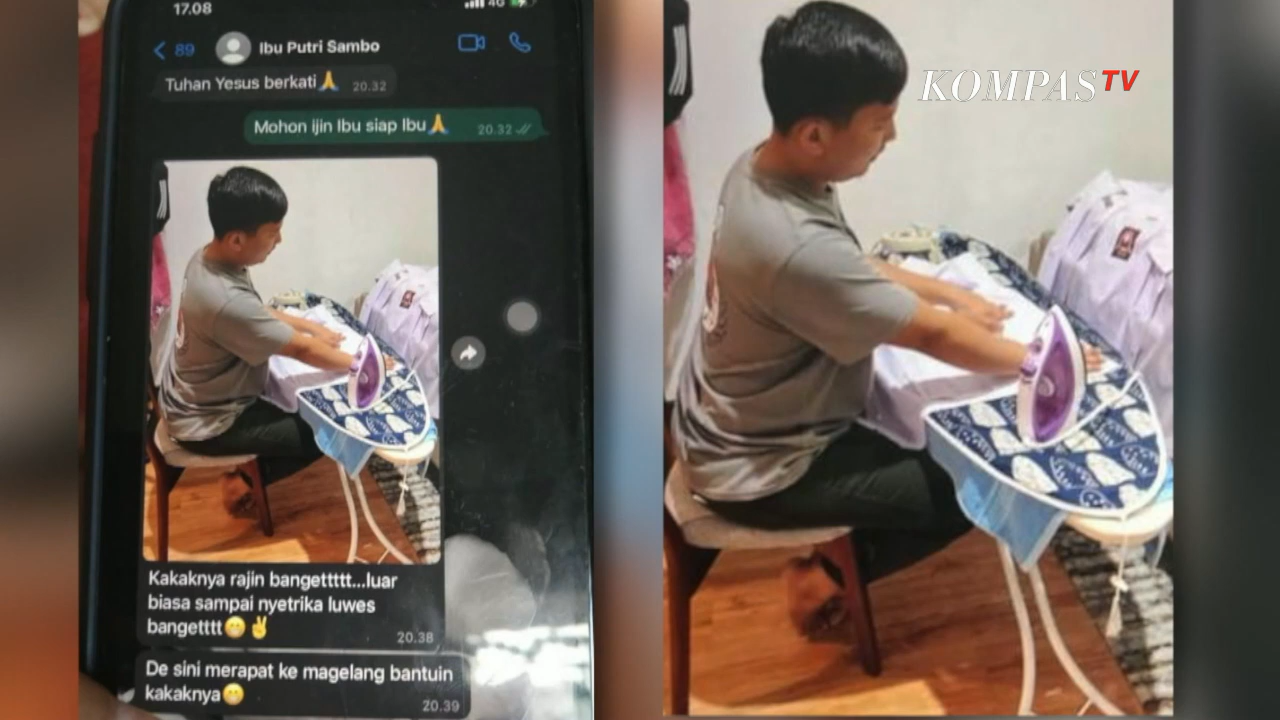 17.08
4G
89
Ibu Putri Sambo
Tuhan Yesus berkati🙏 20.32
Mohon ijin Ibu siap Ibu🙏 20.32
Kakaknya rajin bangettttt...luar
biasa sampai nyetrika luwes
bangetttt😁✌️
20.38
De sini merapat ke magelang bantuin
kakaknya😁
20.39
KOMPASTV